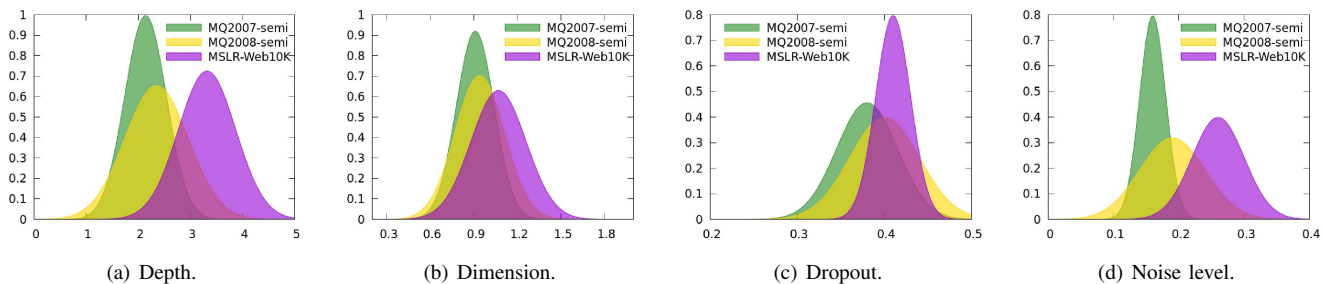 MQ2007-semi
MQ2008-semi
MSLR-Web10K
1
0.9
0.8
0.7
0.6
0.5
0.4
0.3
0.2
0.1
0
0 1 2 3 4 5
(a) Depth.
MQ2007-semi
MQ2008-semi
MSLR-Web10K
1
0.9
0.8
0.7
0.6
0.5
0.4
0.3
0.2
0.1
0
0.3 0.6 0.9 1.2 1.5 1.8
(b) Dimension.
MQ2007-semi
MQ2008-semi
MSLR-Web10K
0.8
0.7
0.6
0.5
0.4
0.3
0.2
0.1
0
0.2 0.3 0.4 0.5
(c) Dropout.
MQ2007-semi
MQ2008-semi
MSLR-Web10K
0.8
0.7
0.6
0.5
0.4
0.3
0.2
0.1
0
0 0.1 0.2 0.3 0.4
(d) Noise level.